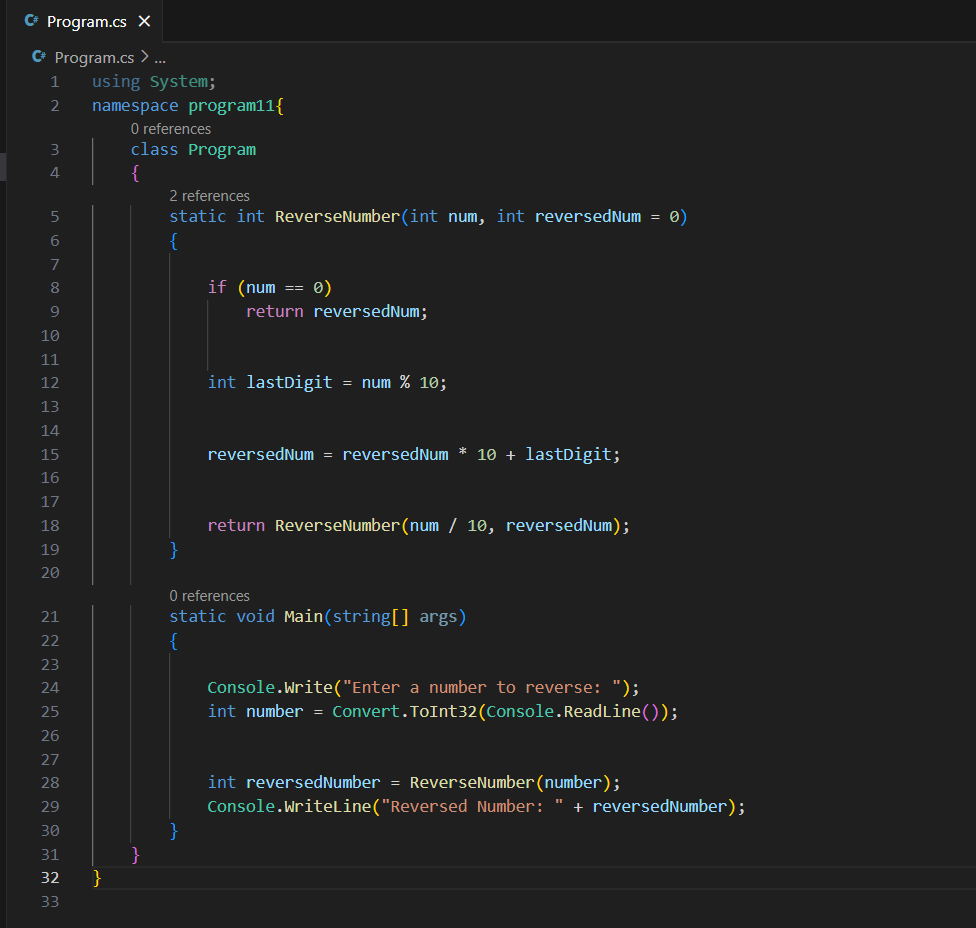 C# Program.cs ×
C# Program.cs > ...
1 using System;
2 namespace program11{
0 references
3 class Program
4 {
2 references
5 static int ReverseNumber(int num, int reversedNum = 0)
6 {
7
8 if (num == 0)
9 return reversedNum;
10
11
12 int lastDigit = num % 10;
13
14
15 reversedNum = reversedNum * 10 + lastDigit;
16
17
18 return ReverseNumber(num / 10, reversedNum);
19 }
20
0 references
21 static void Main(string[] args)
22 {
23
24 Console.Write("Enter a number to reverse: ");
25 int number = Convert.ToInt32(Console.ReadLine());
26
27
28 int reversedNumber = ReverseNumber(number);
29 Console.WriteLine("Reversed Number: " + reversedNumber);
30 }
31 }
32 }
33